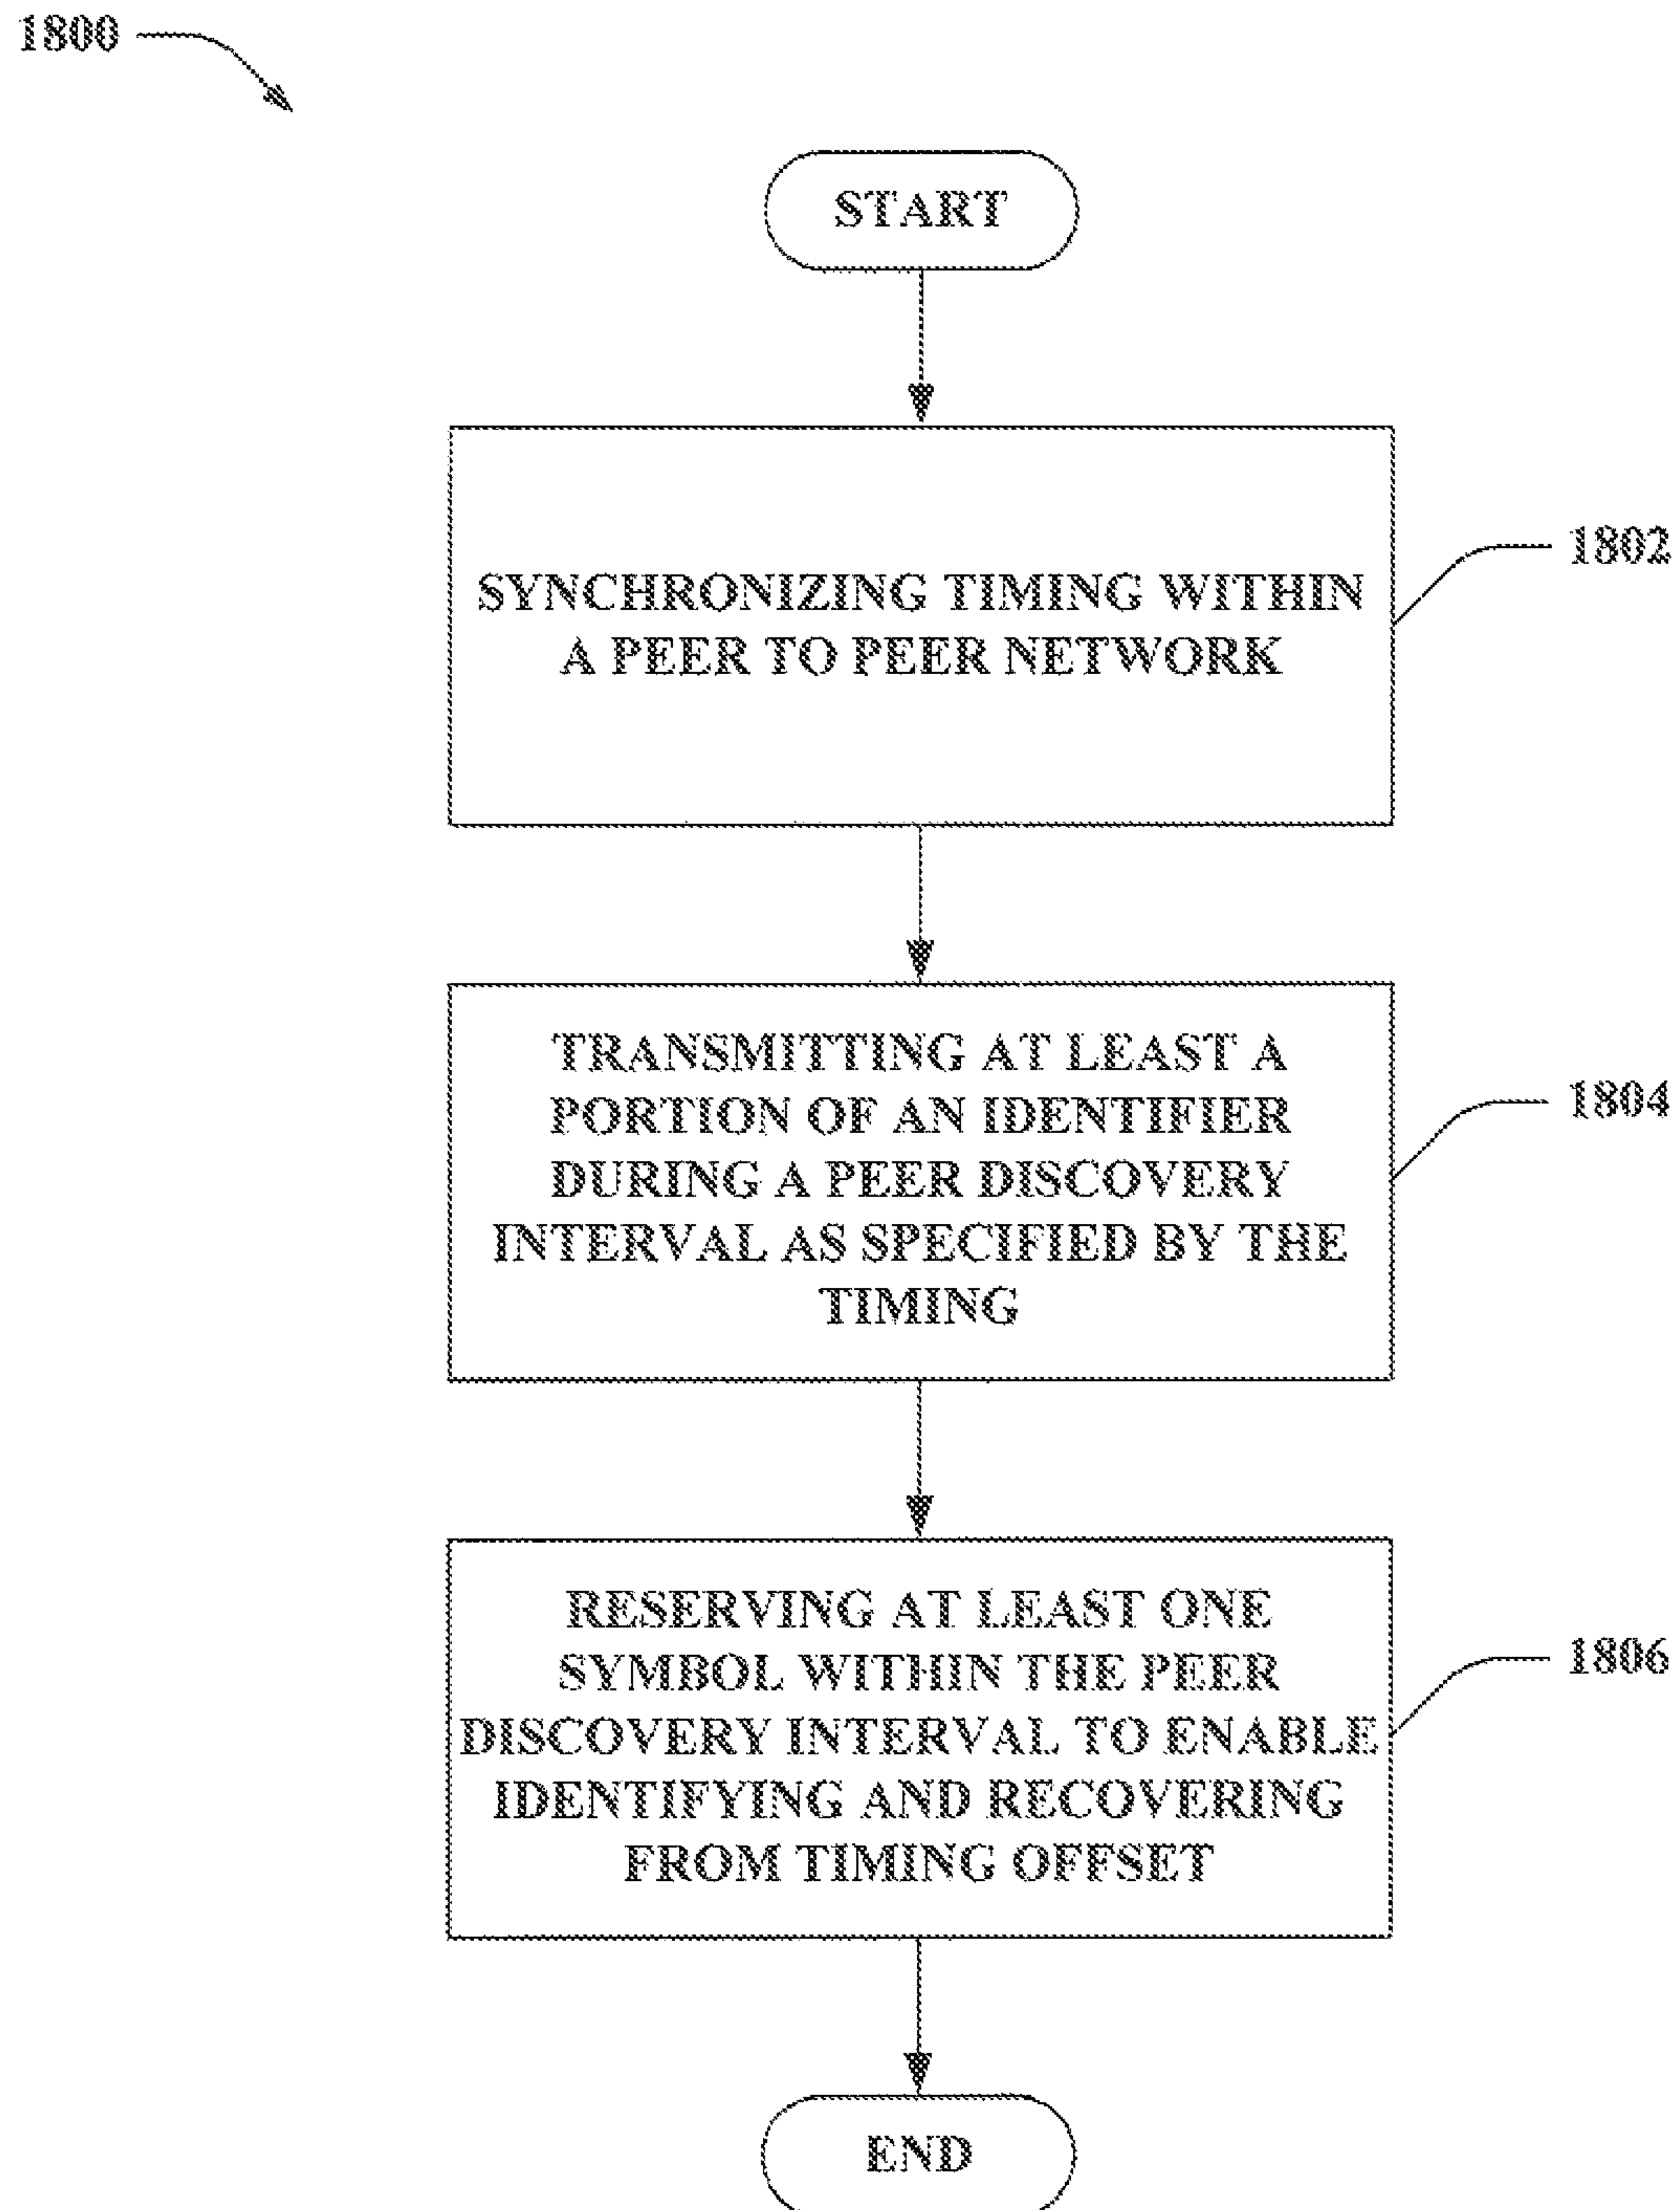 1800
START
SYNCHRONIZING TIMING WITHIN
A PEER TO PEER NETWORK
1802
TRANSMITTING AT LEAST A
PORTION OF AN IDENTIFIER
DURING A PEER DISCOVERY
INTERVAL AS SPECIFIED BY THE
TIMING
1804
RESERVING AT LEAST ONE
SYMBOL WITHIN THE PEER
DISCOVERY INTERVAL TO ENABLE
IDENTIFYING AND RECOVERING
FROM TIMING OFFSET
1806
END